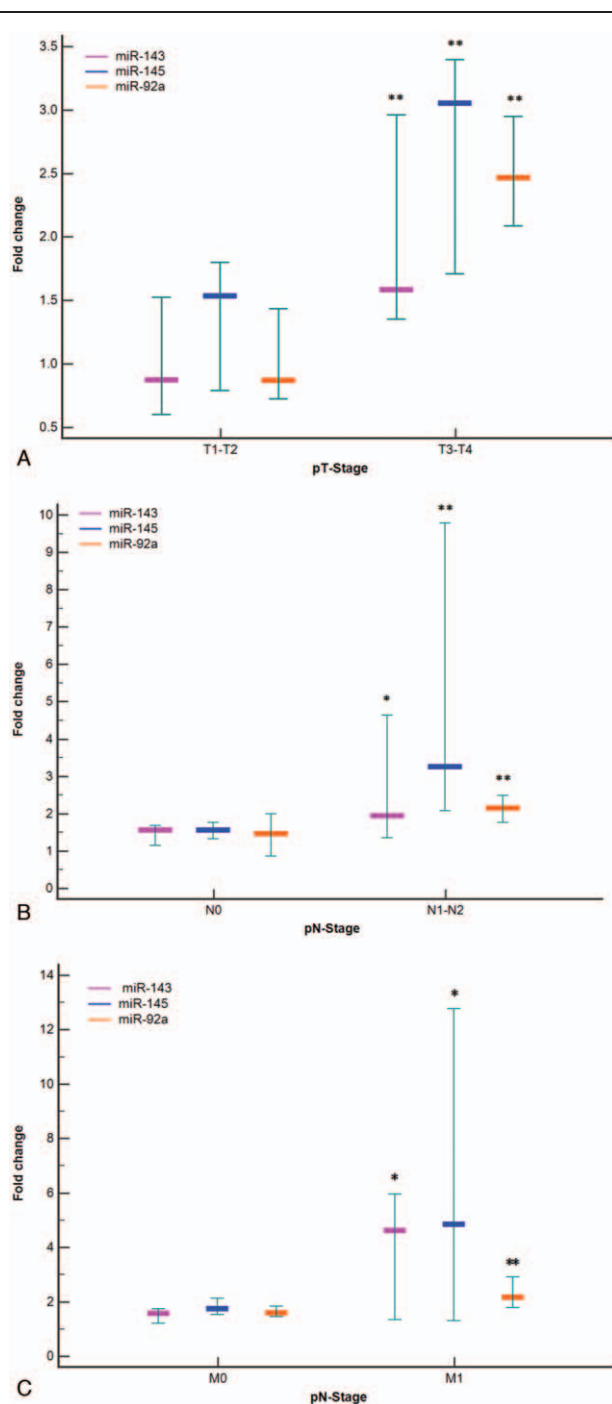 3.5
miR-143
miR-145
miR-92a
**
**
**
3.0
2.5
Fold change
2.0
1.5
1.0
0.5
A
T1-T2
T3-T4
pT-Stage
10
miR-143
miR-145
miR-92a
**
9
8
7
6
Fold change
5
*
4
3
**
2
1
0
B
N0
N1-N2
pN-Stage
14
miR-143
miR-145
miR-92a
*
12
10
8
Fold change
*
6
4
**
2
0
C
M0
M1
pN-Stage